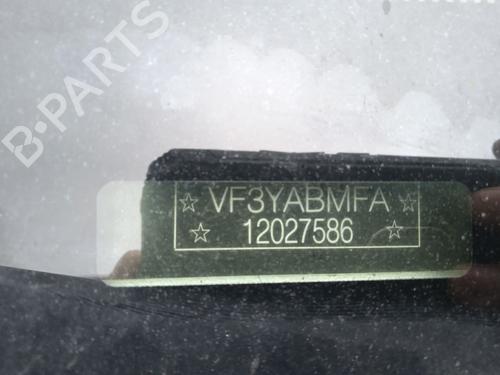 B-PARTS
☆ VF3YABMFA ☆
☆ 12027586 ☆